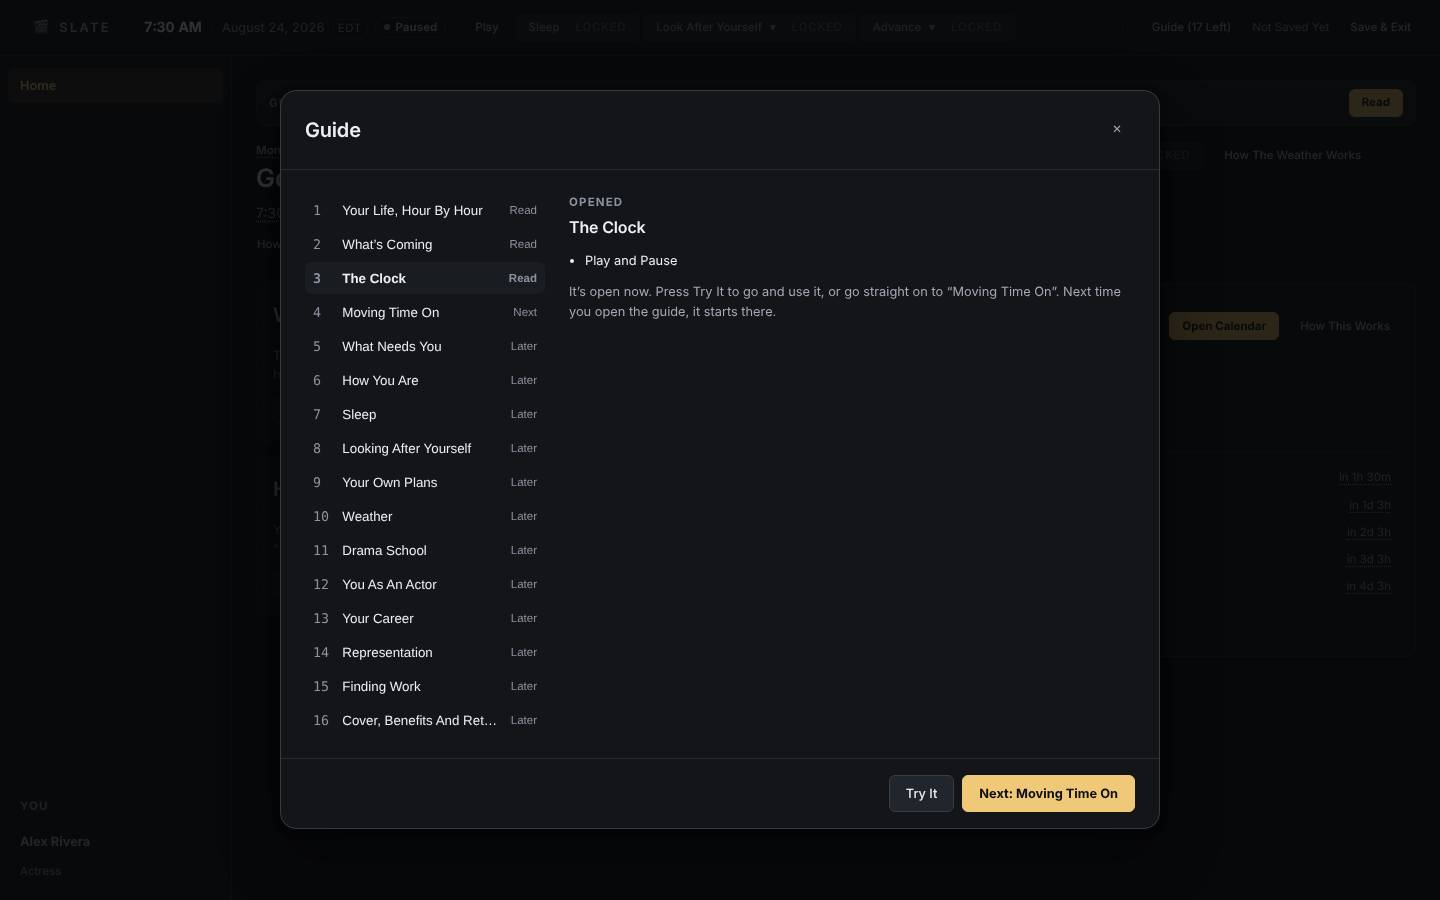 SLATE
7:30 AM August 24, 2026 EDT Paused Play Sleep LOCKED Look After Yourself LOCKED Advance LOCKED Guide (17 Left) Not Saved Yet Save & Exit
Home
Read
How The Weather Works
Guide
×
1 Your Life, Hour By Hour Read
2 What’s Coming Read
3 The Clock Read
4 Moving Time On Next
5 What Needs You Later
6 How You Are Later
7 Sleep Later
8 Looking After Yourself Later
9 Your Own Plans Later
10 Weather Later
11 Drama School Later
12 You As An Actor Later
13 Your Career Later
14 Representation Later
15 Finding Work Later
16 Cover, Benefits And Ret… Later
OPENED
The Clock
• Play and Pause
It’s open now. Press Try It to go and use it, or go straight on to “Moving Time On”. Next time
you open the guide, it starts there.
Try It
Next: Moving Time On
Open Calendar
How This Works
in 1h 30m
in 1d 3h
in 2d 3h
in 3d 3h
in 4d 3h
YOU
Alex Rivera
Actress